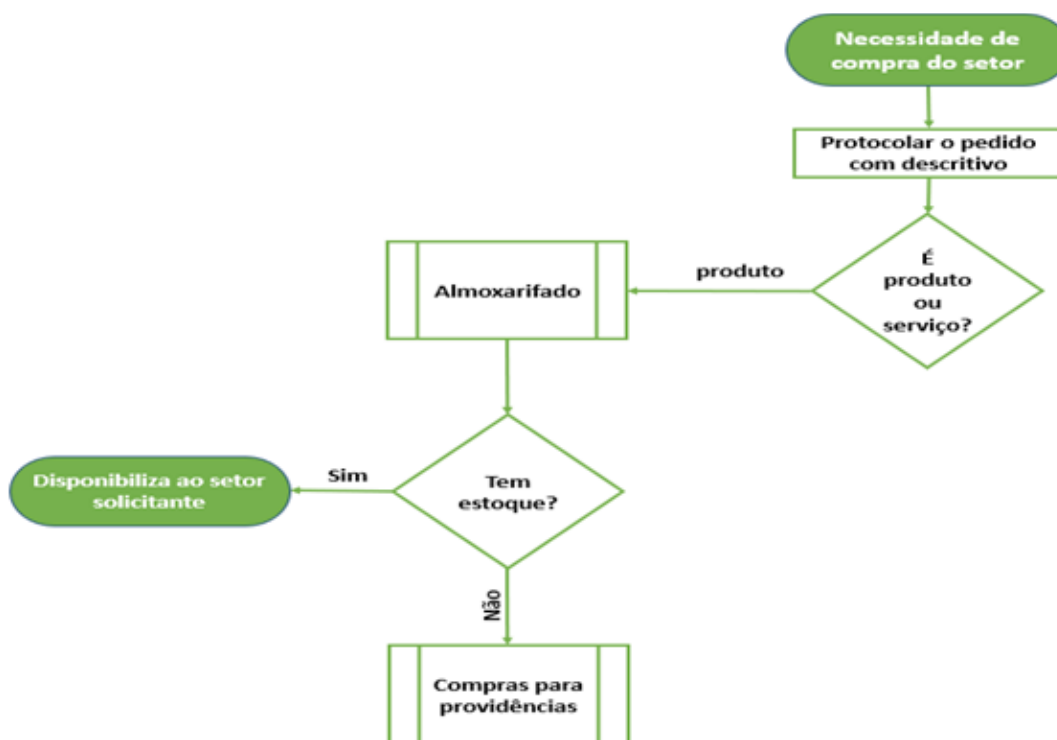 Necessidade de
compra do setor
Protocolar o pedido
com descritivo
É
produto
ou
serviço?
produto
Almoxarifado
Tem
estoque?
Sim
Disponibiliza ao setor
solicitante
Não
Compras para
providências